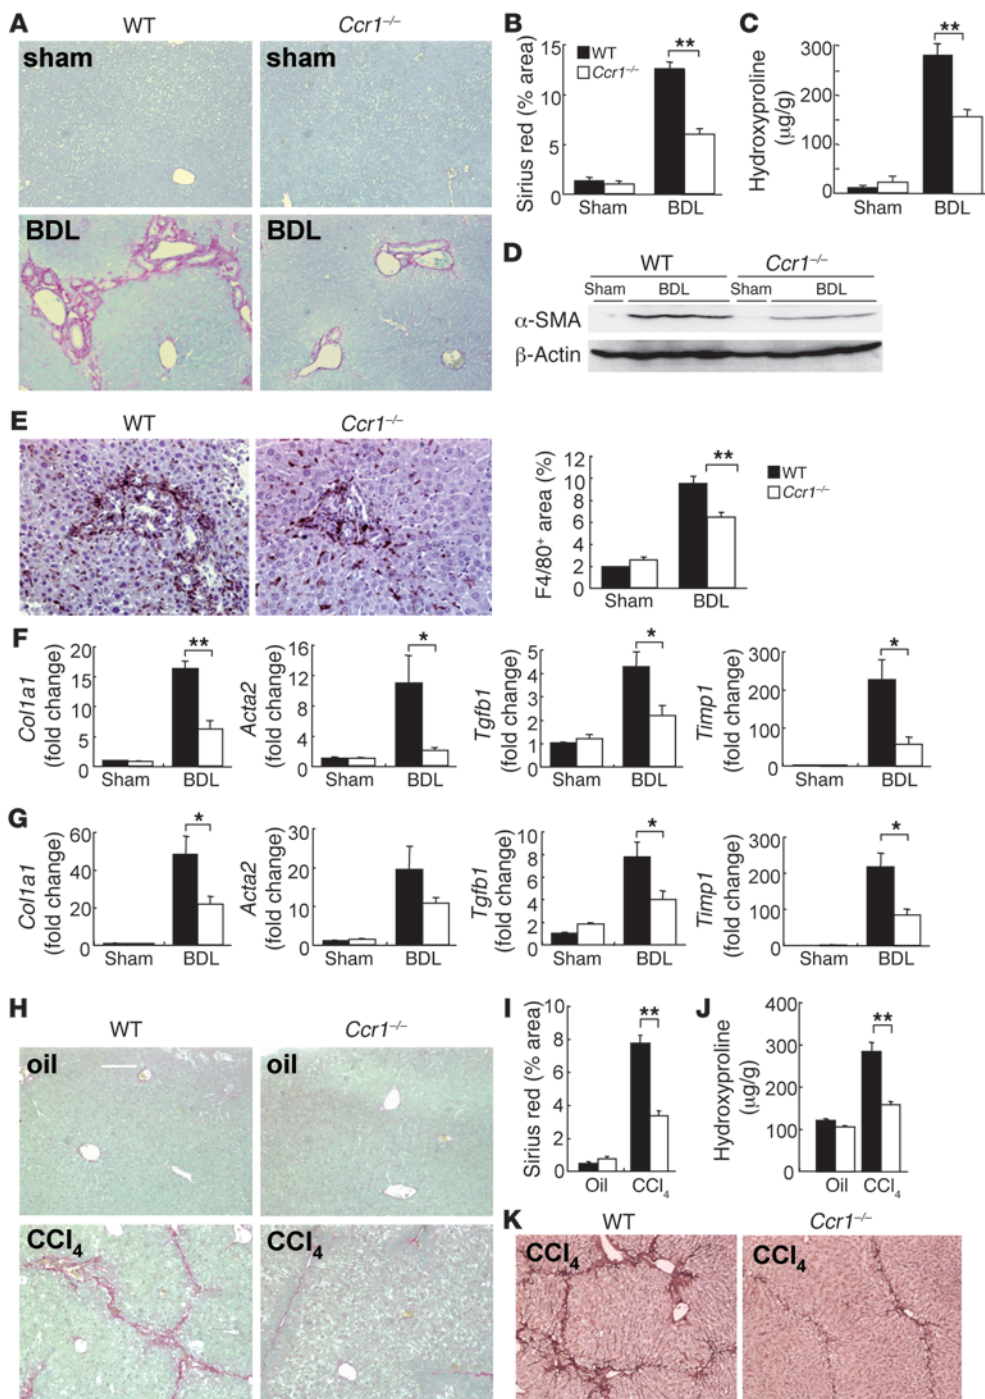 A
WT
Ccr1–/–
sham
sham
BDL
BDL
B
Sirius red (% area)
15
10
5
0
WT
Ccr1–/–
**
Sham
BDL
C
Hydroxyproline
(μg/g)
300
200
100
0
**
Sham
BDL
D
WT
Ccr1–/–
Sham
BDL
Sham
BDL
α-SMA
β-Actin
E
WT
Ccr1–/–
F4/80+ area (%)
12
10
8
6
4
2
0
**
WT
Ccr1–/–
Sham
BDL
F
Col1a1
(fold change)
20
15
10
5
0
**
Sham
BDL
Acta2
(fold change)
16
12
8
4
0
*
Sham
BDL
Tgfb1
(fold change)
5
4
3
2
1
0
*
Sham
BDL
Timp1
(fold change)
300
200
100
0
*
Sham
BDL
G
Col1a1
(fold change)
60
40
20
0
*
Sham
BDL
Acta2
(fold change)
30
20
10
0
Sham
BDL
Tgfb1
(fold change)
10
8
6
4
2
0
*
Sham
BDL
Timp1
(fold change)
300
200
100
0
*
Sham
BDL
H
WT
Ccr1–/–
oil
oil
CCl4
CCl4
I
Sirius red (% area)
10
8
6
4
2
0
**
Oil
CCl4
J
Hydroxyproline
(μg/g)
400
300
200
100
0
**
Oil
CCl4
K
WT
Ccr1–/–
CCl4
CCl4